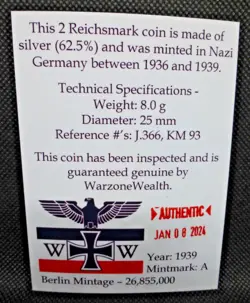 This 2 Reichsmark coin is made of
silver (62.5%) and was minted in Nazi
Germany between 1936 and 1939.
Technical Specifications -
Weight: 8.0 g
Diameter: 25 mm
Reference #'s: J.366, KM 93
This coin has been inspected and is
guaranteed genuine by
WarzoneWealth.
AUTHENTIC
JAN 08 2024
W W
Year: 1939
Mintmark: A
Berlin Mintage – 26,855,000